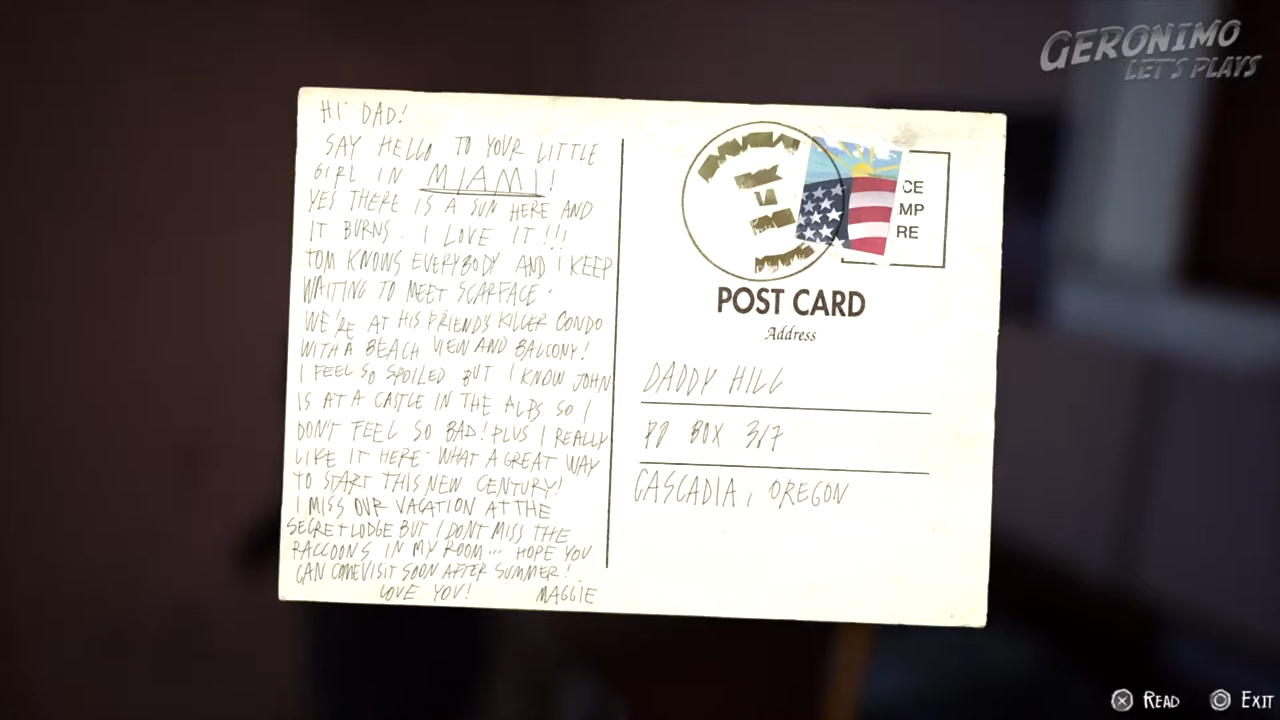 GERONIMO
LET'S PLAYS
HI DAD!
SAY HELLO TO YOUR LITTLE
GIRL IN MIAMI!
YES THERE IS A SUN HERE AND
IT BURNS. I LOVE IT!!!
TOM KNOWS EVERYBODY AND I KEEP
WAITING TO MEET SCARFACE.
WE'RE AT HIS FRIENDS KILLER CONDO
WITH A BEACH VIEW AND BALCONY!
I FEEL SO SPOILED BUT I KNOW JOHN
IS AT A CASTLE IN THE ALPS SO I
DON'T FEEL SO BAD! PLUS I REALLY
LIKE IT HERE. WHAT A GREAT WAY
TO START THIS NEW CENTURY!
I MISS OUR VACATION AT THE
SECRET LODGE BUT I DONT MISS THE
RACCOONS IN MY ROOM... HOPE YOU
CAN COME VISIT SOON AFTER SUMMER!
LOVE YOU! MAGGIE
CE
MP
RE
POST CARD
Address
DADDY HILL
PO BOX 317
CASCADIA, OREGON
READ
EXIT